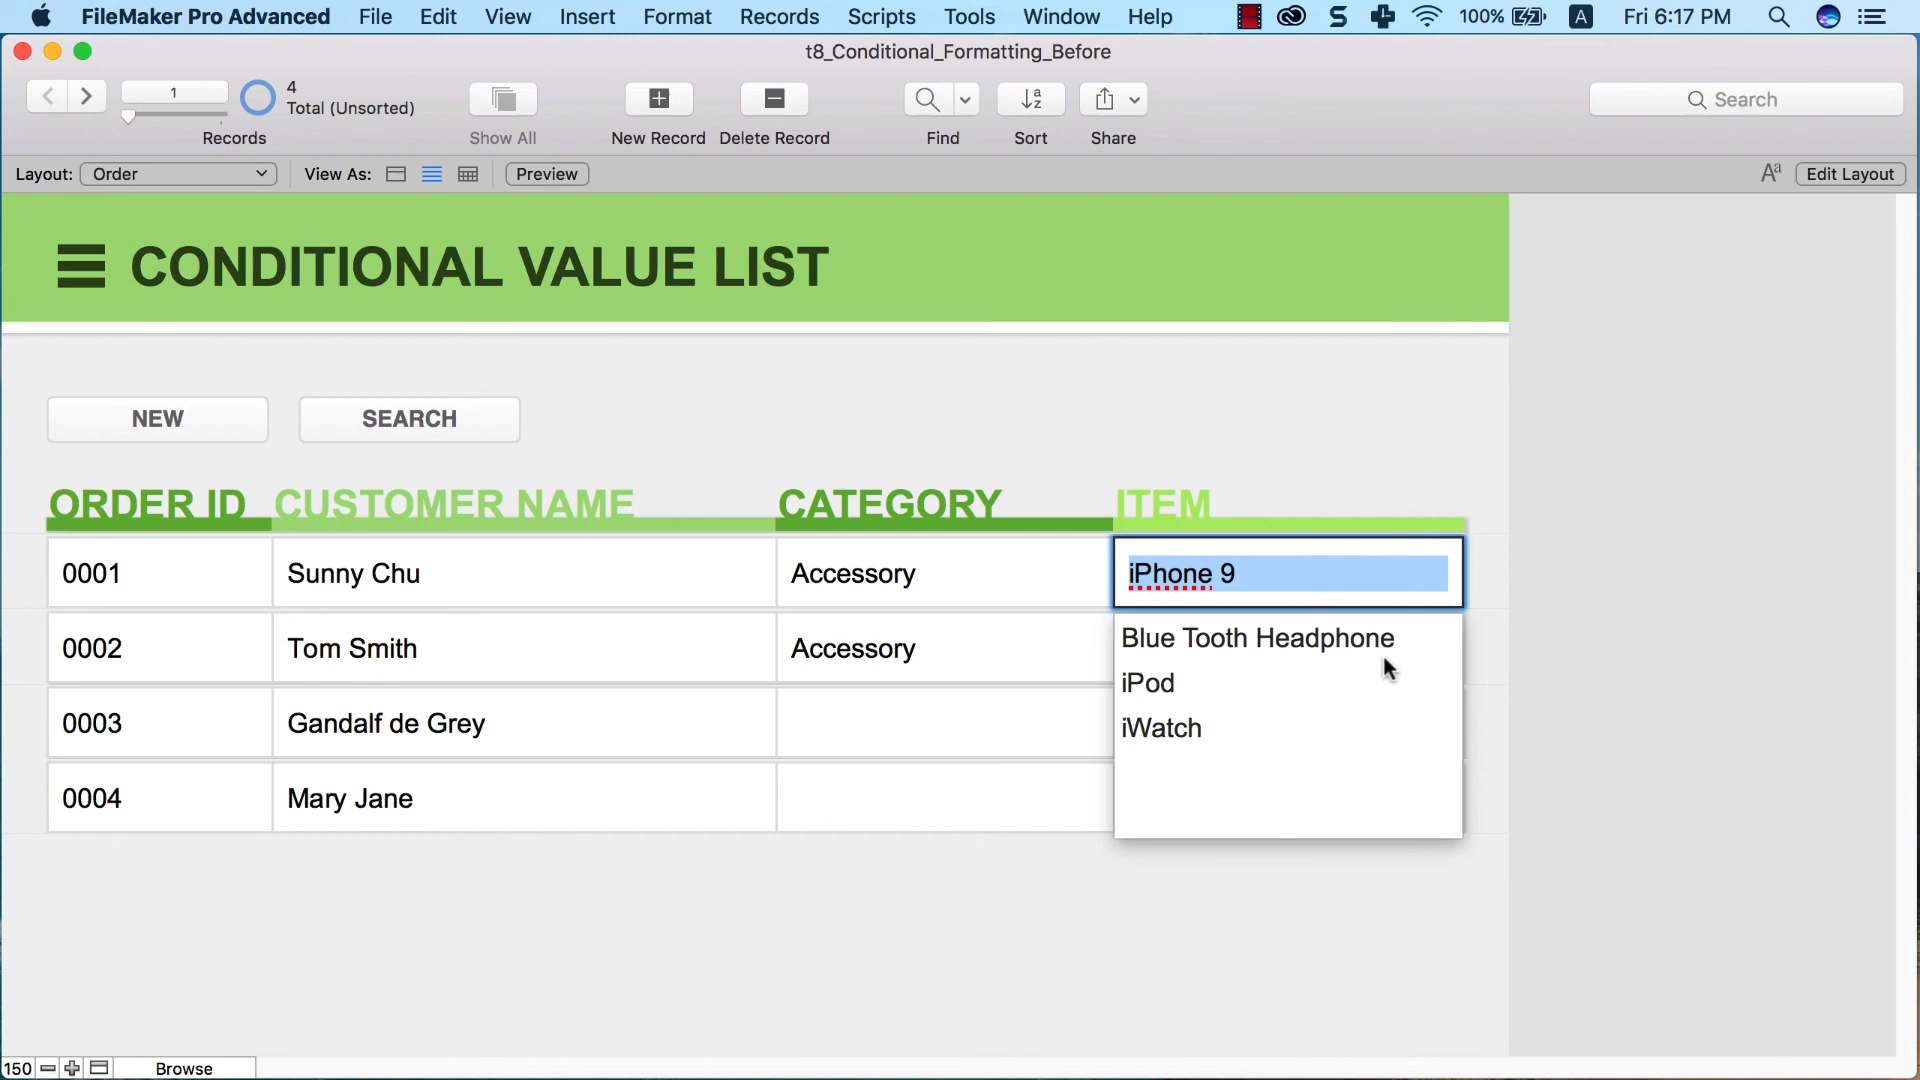 FileMaker Pro Advanced File Edit View Insert Format Records Scripts Tools Window Help S 100% A Fri 6:17 PM
t8_Conditional_Formatting_Before
1 4
Total (Unsorted)
Search
Records Show All New Record Delete Record Find Sort Share
Layout: Order View As: Preview Aa Edit Layout
CONDITIONAL VALUE LIST
NEW SEARCH
ORDER ID CUSTOMER NAME CATEGORY ITEM
0001 Sunny Chu Accessory iPhone 9
Blue Tooth Headphone
0002 Tom Smith Accessory
iPod
0003 Gandalf de Grey
iWatch
0004 Mary Jane
150 Browse